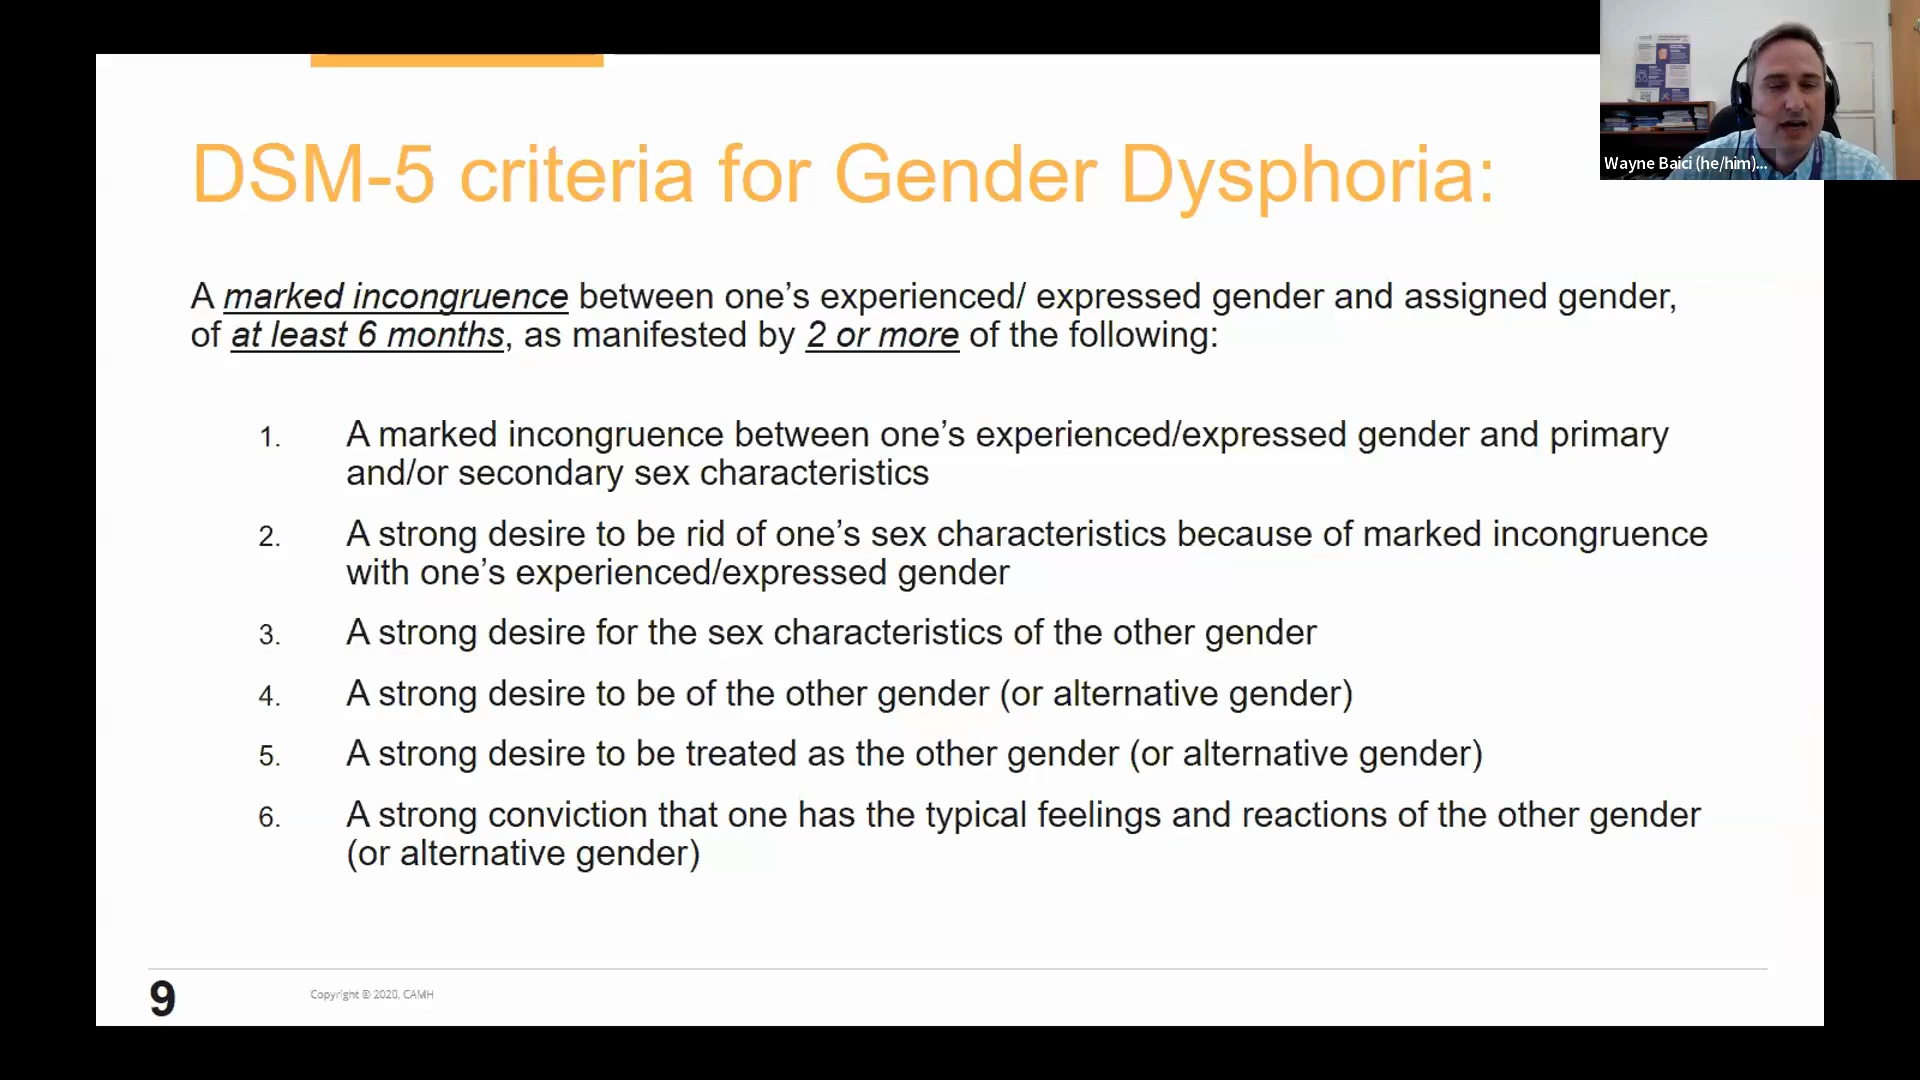 DSM-5 criteria for Gender Dysphoria:
Wayne Baici (he/him)...
A marked incongruence between one’s experienced/ expressed gender and assigned gender,
of at least 6 months, as manifested by 2 or more of the following:
1. A marked incongruence between one’s experienced/expressed gender and primary
and/or secondary sex characteristics
2. A strong desire to be rid of one’s sex characteristics because of marked incongruence
with one’s experienced/expressed gender
3. A strong desire for the sex characteristics of the other gender
4. A strong desire to be of the other gender (or alternative gender)
5. A strong desire to be treated as the other gender (or alternative gender)
6. A strong conviction that one has the typical feelings and reactions of the other gender
(or alternative gender)
9
Copyright © 2020, CAMH